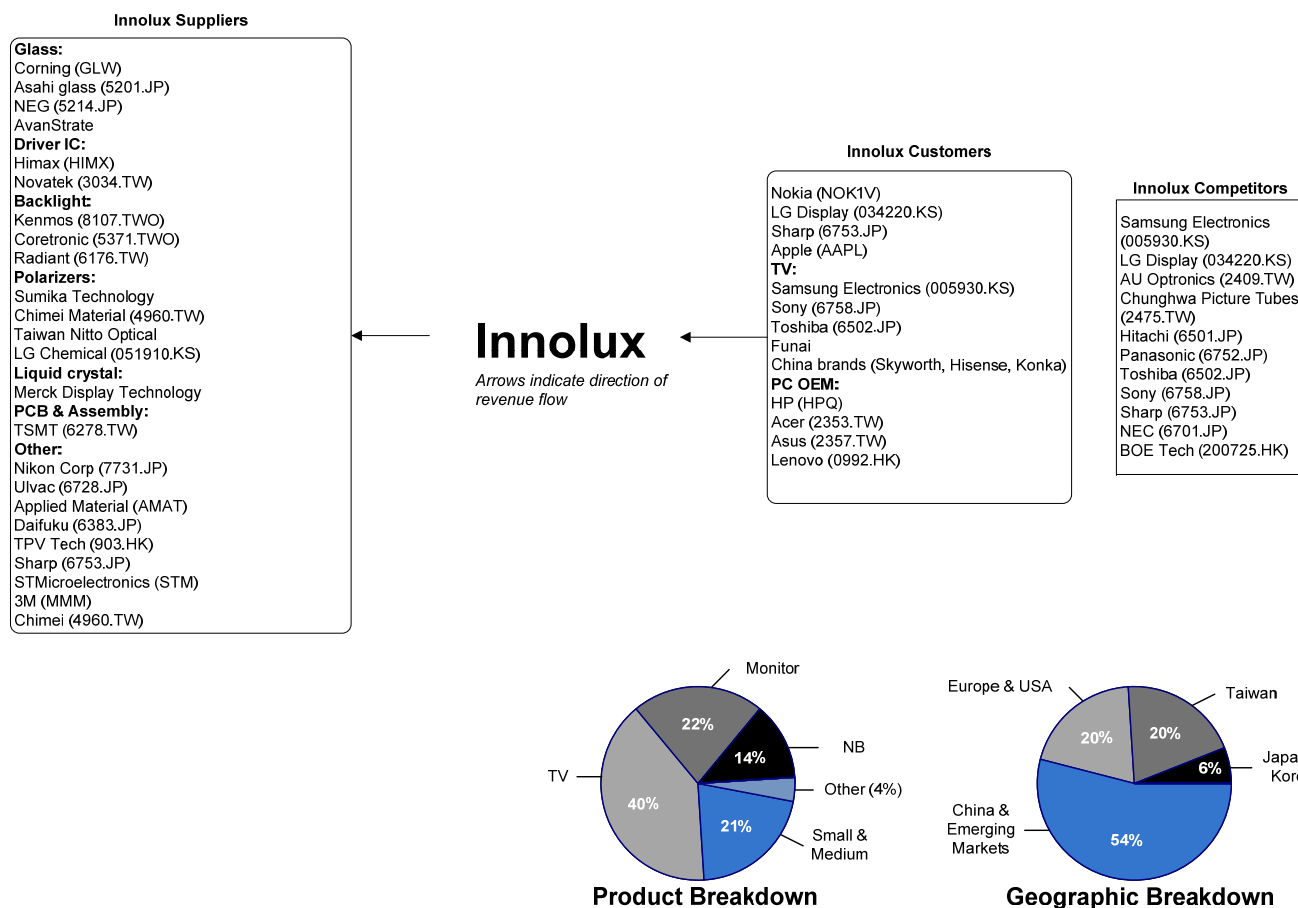 Innolux Suppliers
Glass:
Corning (GLW)
Asahi glass (5201.JP)
NEG (5214.JP)
AvanStrate
Driver IC:
Himax (HIMX)
Novatek (3034.TW)
Backlight:
Kenmos (8107.TWO)
Coretronic (5371.TWO)
Radiant (6176.TW)
Polarizers:
Sumika Technology
Chimei Material (4960.TW)
Taiwan Nitto Optical
LG Chemical (051910.KS)
Liquid crystal:
Merck Display Technology
PCB & Assembly:
TSMT (6278.TW)
Other:
Nikon Corp (7731.JP)
Ulvac (6728.JP)
Applied Material (AMAT)
Daifuku (6383.JP)
TPV Tech (903.HK)
Sharp (6753.JP)
STMicroelectronics (STM)
3M (MMM)
Chimei (4960.TW)
Innolux
Arrows indicate direction of
revenue flow
Innolux Customers
Nokia (NOK1V)
LG Display (034220.KS)
Sharp (6753.JP)
Apple (AAPL)
TV:
Samsung Electronics (005930.KS)
Sony (6758.JP)
Toshiba (6502.JP)
Funai
China brands (Skyworth, Hisense, Konka)
PC OEM:
HP (HPQ)
Acer (2353.TW)
Asus (2357.TW)
Lenovo (0992.HK)
Innolux Competitors
Samsung Electronics
(005930.KS)
LG Display (034220.KS)
AU Optronics (2409.TW)
Chunghwa Picture Tubes
(2475.TW)
Hitachi (6501.JP)
Panasonic (6752.JP)
Toshiba (6502.JP)
Sony (6758.JP)
Sharp (6753.JP)
NEC (6701.JP)
BOE Tech (200725.HK)
Monitor
22%
NB
14%
TV
40%
Other (4%)
21%
Small &
Medium
Product Breakdown
Europe & USA
20%
Taiwan
20%
6%
China &
Emerging
Markets
54%
Geographic Breakdown